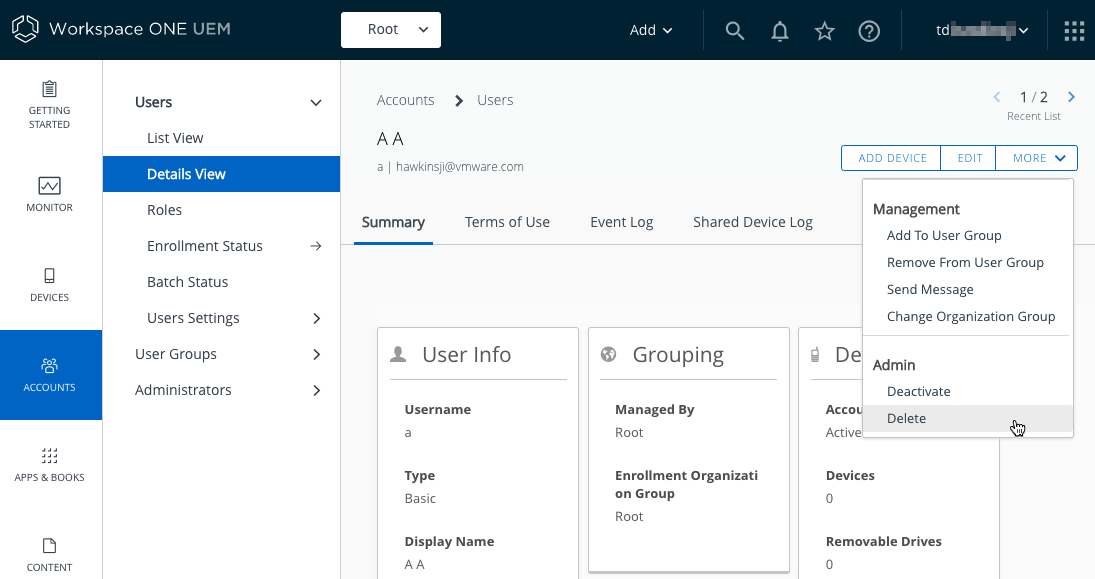 Workspace ONE UEM
Root
Add
td
GETTING
STARTED
MONITOR
DEVICES
ACCOUNTS
APPS & BOOKS
CONTENT
Users
List View
Details View
Roles
Enrollment Status
Batch Status
Users Settings
User Groups
Administrators
Accounts
Users
1 / 2
Recent List
A A
a | hawkinsji@vmware.com
ADD DEVICE
EDIT
MORE
Summary
Terms of Use
Event Log
Shared Device Log
Management
Add To User Group
Remove From User Group
Send Message
Change Organization Group
Admin
Deactivate
Delete
User Info
Username
a
Type
Basic
Display Name
A A
Grouping
Managed By
Root
Enrollment Organizati
on Group
Root
De
Accou
Active
Devices
0
Removable Drives
0